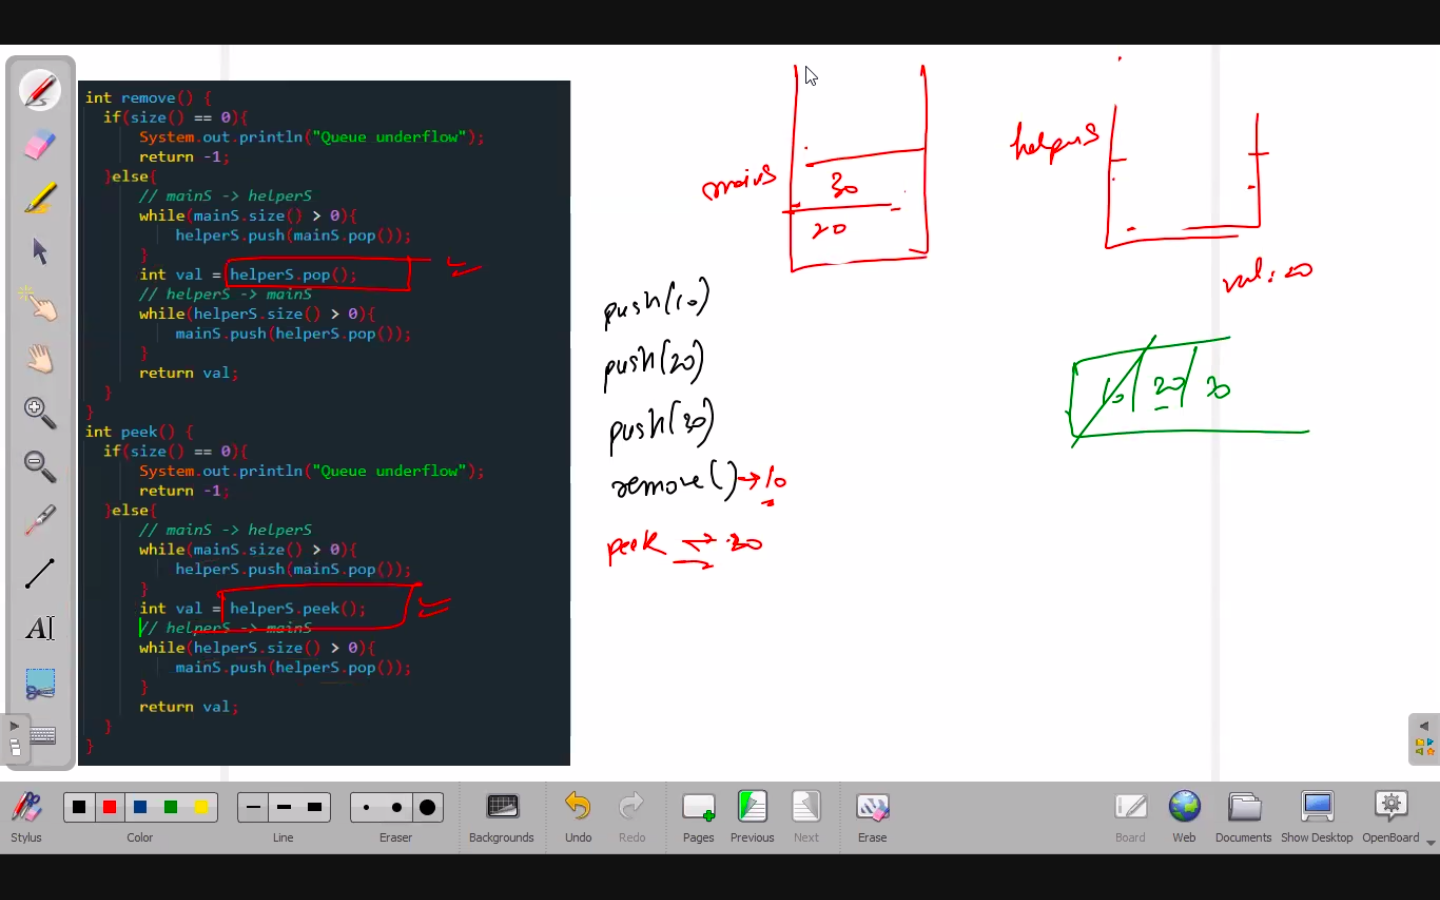 int remove() {
if(size() == 0){
System.out.println("Queue underflow");
return -1;
}else{
// mainS -> helperS
while(mainS.size() > 0){
helperS.push(mainS.pop());
}
int val = helperS.pop();
// helperS -> mainS
while(helperS.size() > 0){
mainS.push(helperS.pop());
}
return val;
}
}
int peek() {
if(size() == 0){
System.out.println("Queue underflow");
return -1;
}else{
// mainS -> helperS
while(mainS.size() > 0){
helperS.push(mainS.pop());
}
int val = helperS.peek();
// helperS -> mainS
while(helperS.size() > 0){
mainS.push(helperS.pop());
}
return val;
}
}
mainS
30
20
helperS
val: 20
push(10)
push(20)
push(30)
remove() → 10
peek
10 20 30
A
Stylus
Color
Line
Eraser
Backgrounds
Undo
Redo
Pages
Previous
Next
Erase
Board
Web
Documents
Show Desktop
OpenBoard